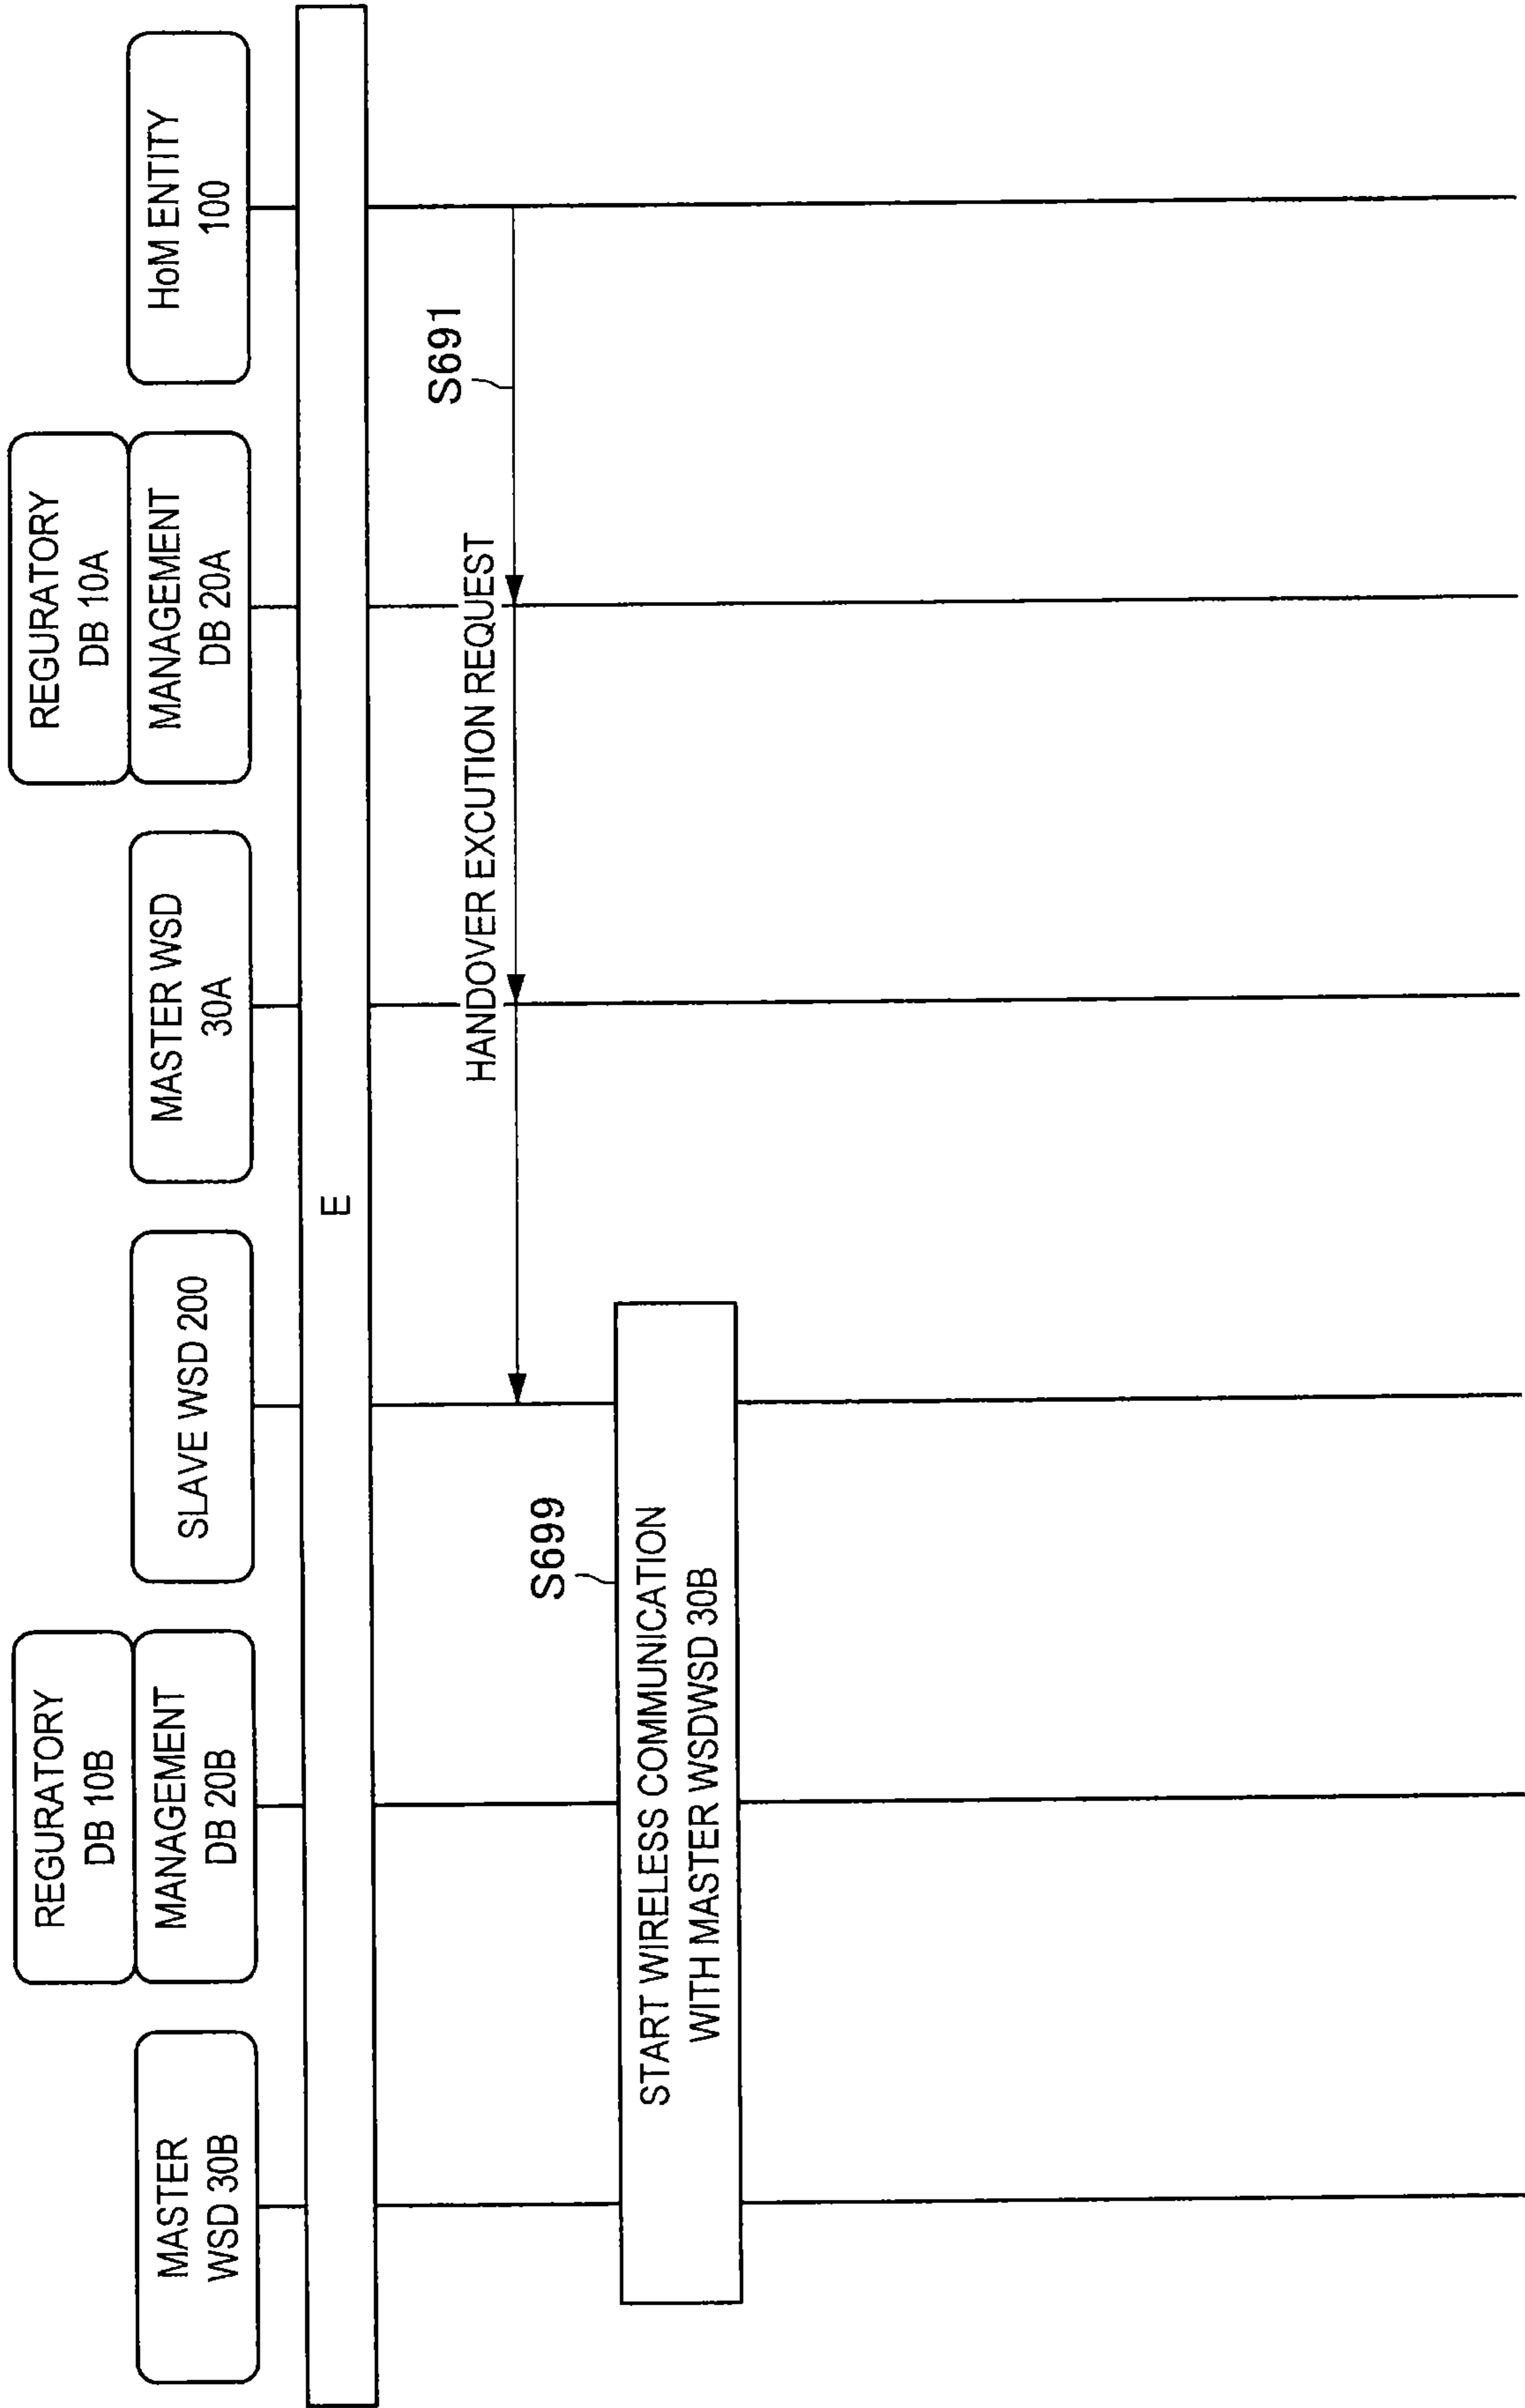 MASTER
WSD 30B
REGURATORY
DB 10B
MANAGEMENT
DB 20B
SLAVE WSD 200
MASTER WSD
30A
REGURATORY
DB 10A
MANAGEMENT
DB 20A
HoM ENTITY
100
E
S691
HANDOVER EXCUTION REQUEST
S699
START WIRELESS COMMUNICATION
WITH MASTER WSDWSD 30B